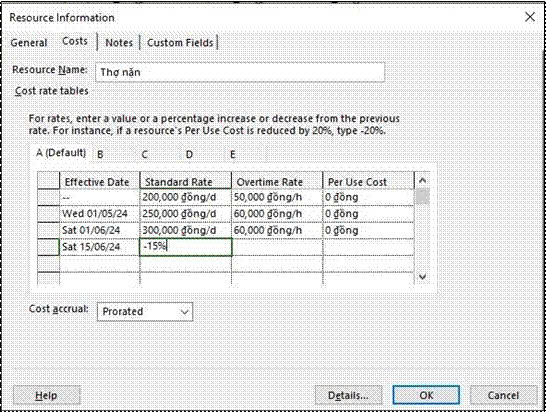 Resource Information
General Costs Notes Custom Fields
Resource Name: Thợ nặn
Cost rate tables
For rates, enter a value or a percentage increase or decrease from the previous
rate. For instance, if a resource's Per Use Cost is reduced by 20%, type -20%.
A (Default) B C D E
Effective Date Standard Rate Overtime Rate Per Use Cost
-- 200,000 đồng/d 50,000 đồng/h 0 đồng
Wed 01/05/24 250,000 đồng/d 60,000 đồng/h 0 đồng
Sat 01/06/24 300,000 đồng/d 60,000 đồng/h 0 đồng
Sat 15/06/24 -15%
Cost accrual: Prorated
Help Details... OK Cancel